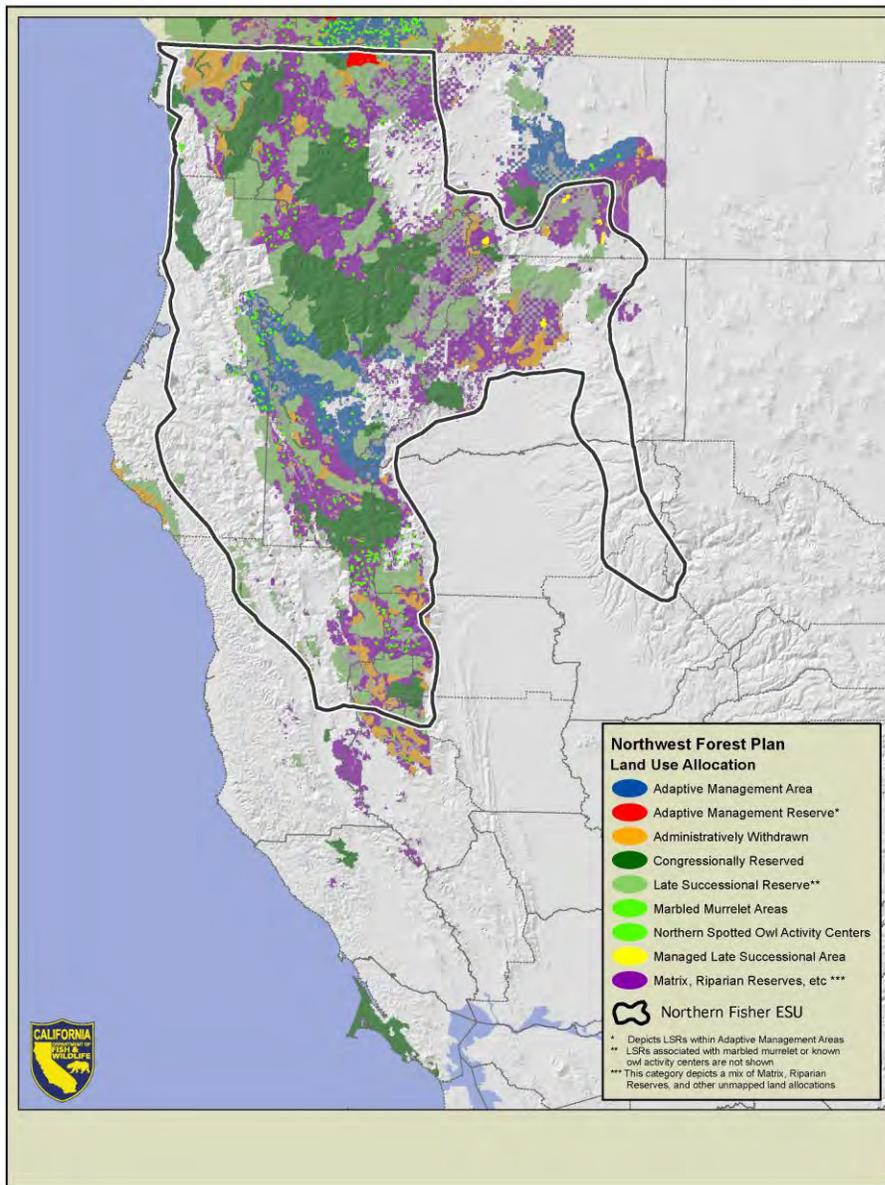 Northwest Forest Plan
Land Use Allocation
Adaptive Management Area
Adaptive Management Reserve*
Administratively Withdrawn
Congressionally Reserved
Late Successional Reserve**
Marbled Murrelet Areas
Northern Spotted Owl Activity Centers
Managed Late Successional Area
Matrix, Riparian Reserves, etc ***
Northern Fisher ESU
* Depicts LSRs within Adaptive Management Areas
** LSRs associated with marbled murrelet or known
owl activity centers are not shown
*** This category depicts a mix of Matrix, Riparian
Reserves, and other unmapped land allocations
CALIFORNIA
DEPARTMENT OF
FISH &
WILDLIFE